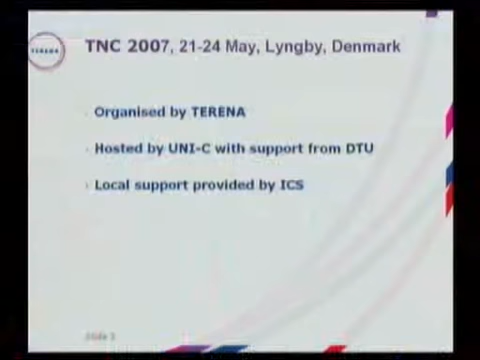 TERENA
TNC 2007, 21-24 May, Lyngby, Denmark
Organised by TERENA
Hosted by UNI-C with support from DTU
Local support provided by ICS